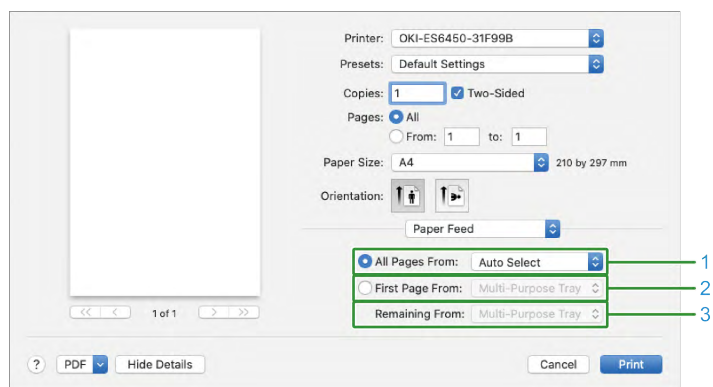 Printer: OKI-ES6450-31F99B
Presets: Default Settings
Copies: 1 Two-Sided
Pages: All
From: 1 to: 1
Paper Size: A4 210 by 297 mm
Orientation:
Paper Feed
All Pages From: Auto Select 1
First Page From: Multi-Purpose Tray 2
Remaining From: Multi-Purpose Tray 3
<< < 1 of 1 > >>
? PDF Hide Details Cancel Print